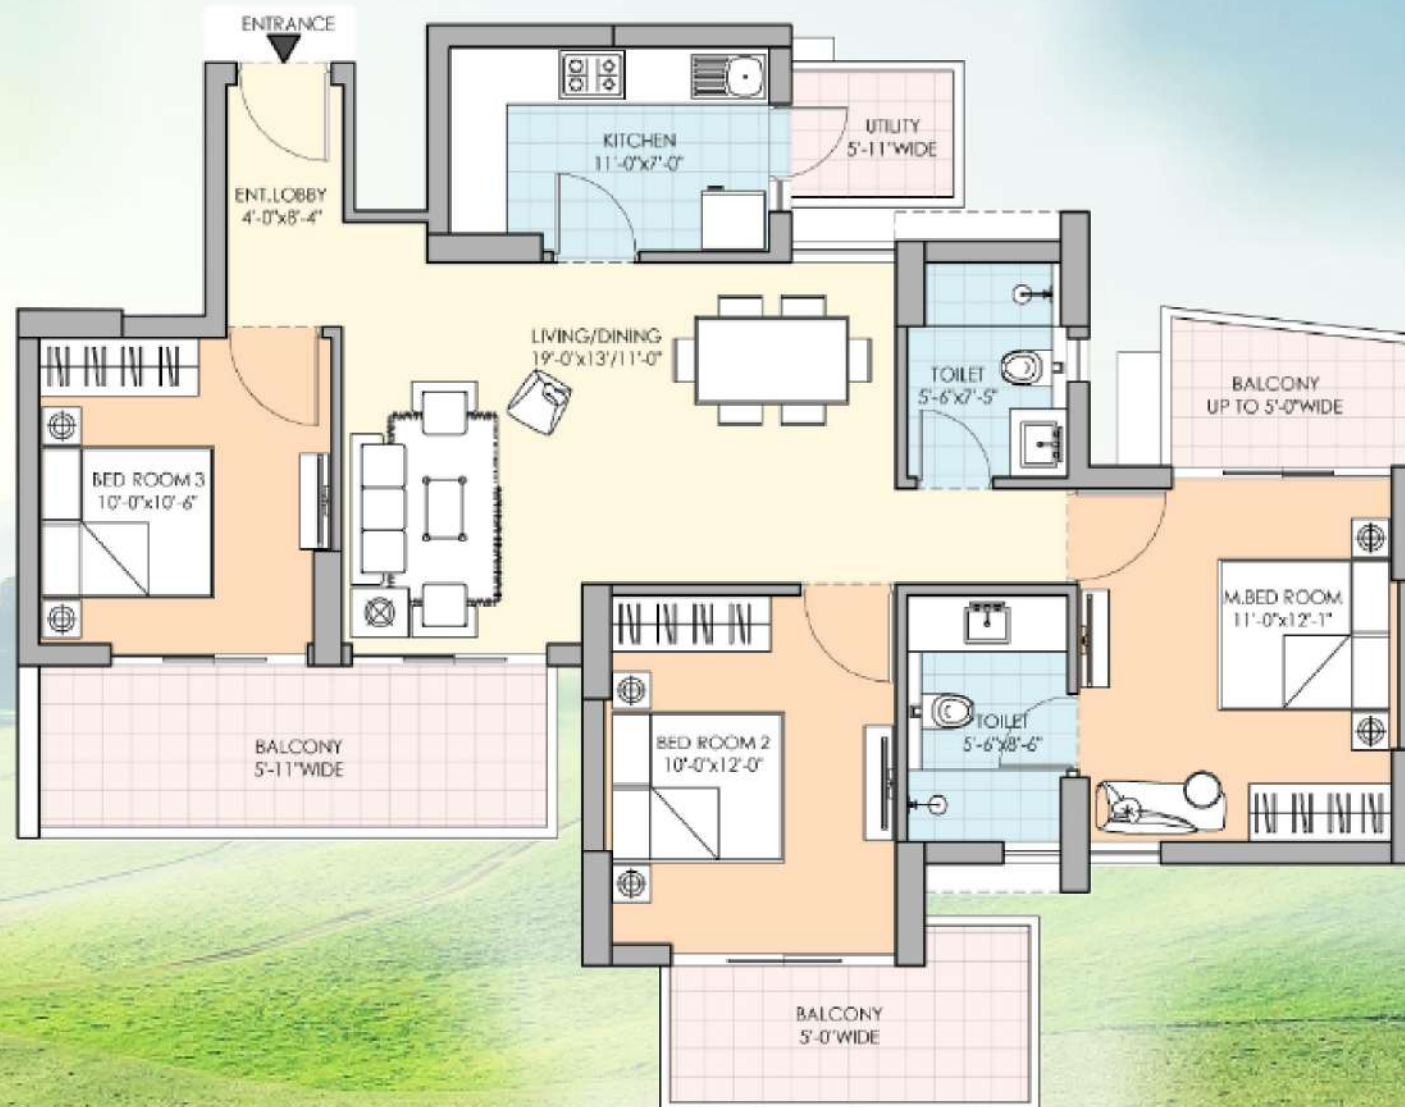 ENTRANCE
KITCHEN
11'-0"x7'-0"
UTILITY
5'-11"WIDE
ENT.LOBBY
4'-0"x8'-4"
LIVING/DINING
19'-0"x13'/11'-0"
TOILET
5'-6"x7'-5"
BALCONY
UP TO 5'-0"WIDE
BED ROOM 3
10'-0"x10'-6"
M.BED ROOM
11'-0"x12'-1"
TOILET
5'-6"x8'-6"
BED ROOM 2
10'-0"x12'-0"
BALCONY
5'-11"WIDE
BALCONY
5'-0"WIDE